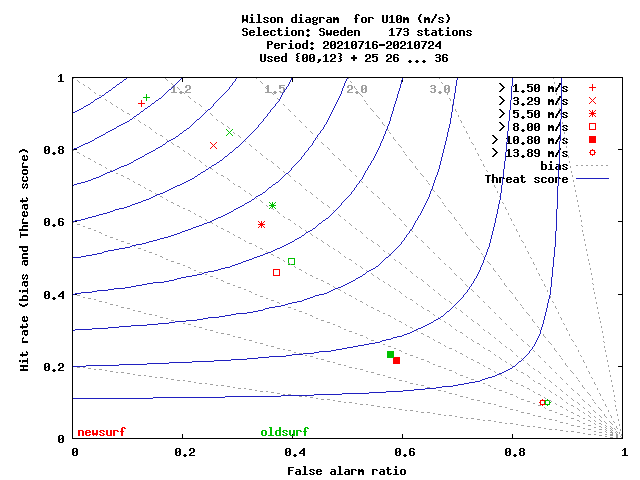 Wilson diagram  for U10m (m/s)
Selection: Sweden    173 stations
Period: 20210716-20210724
Used {00,12} + 25 26 ... 36
1
1.2
1.5
2.0
3.0
> 1.50 m/s
> 3.29 m/s
> 5.50 m/s
> 8.00 m/s
> 10.80 m/s
> 13.89 m/s
bias
Threat score
0.8
0.6
0.4
0.2
0
Hit rate (bias and Threat score)
newsurf
oldsurf
0
0.2
0.4
0.6
0.8
1
False alarm ratio